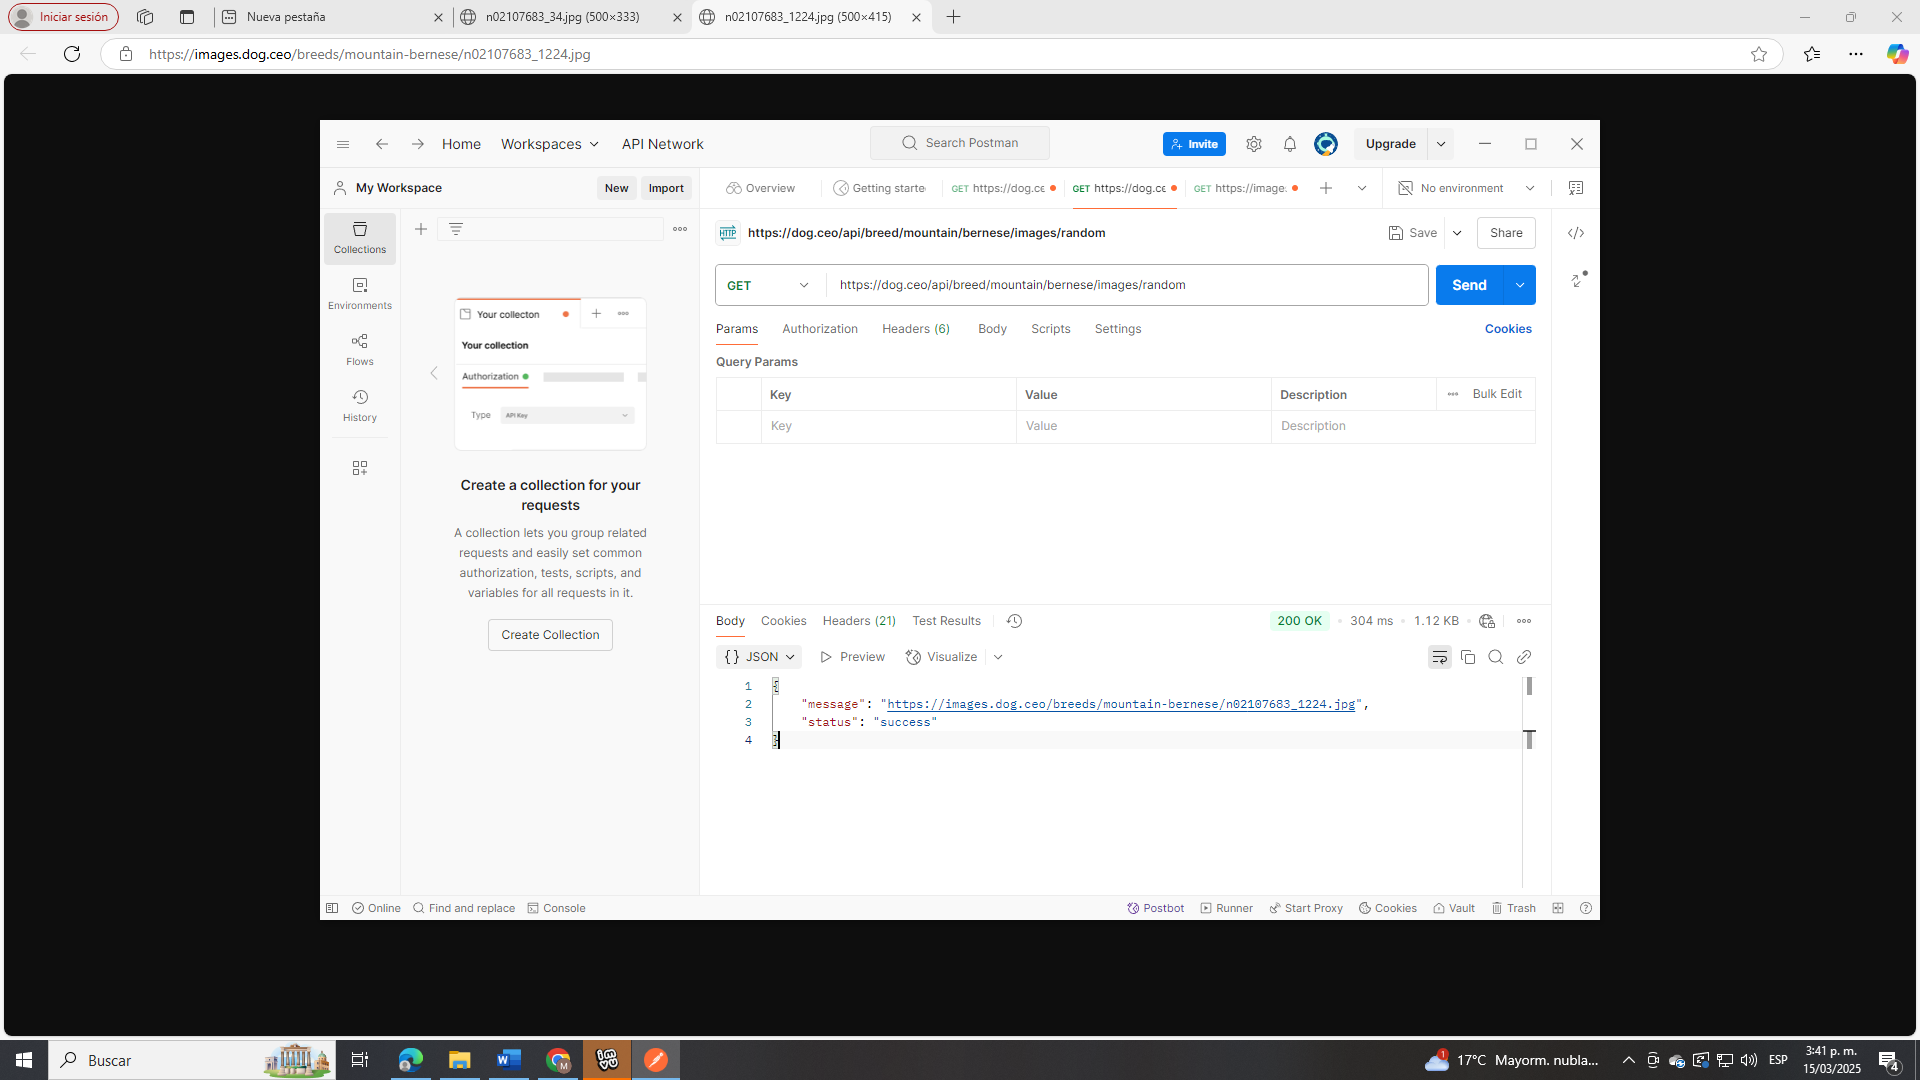 Iniciar sesión
Nueva pestaña
n02107683_34.jpg (500×333)
n02107683_1224.jpg (500×415)
https://images.dog.ceo/breeds/mountain-bernese/n02107683_1224.jpg
Home
Workspaces
API Network
Search Postman
Invite
Upgrade
My Workspace
New
Import
Overview
Getting starte
GET https://dog.ce
GET https://dog.ce
GET https://image.
No environment
Collections
Environments
Flows
History
HTTP
https://dog.ceo/api/breed/mountain/bernese/images/random
Save
Share
GET
https://dog.ceo/api/breed/mountain/bernese/images/random
Send
Params
Authorization
Headers (6)
Body
Scripts
Settings
Cookies
Query Params
Key
Value
Description
Bulk Edit
Key
Value
Description
Your collecton
Your collection
Authorization
Type
API Key
Create a collection for your
requests
A collection lets you group related
requests and easily set common
authorization, tests, scripts, and
variables for all requests in it.
Create Collection
Body
Cookies
Headers (21)
Test Results
200 OK
304 ms
1.12 KB
{} JSON
Preview
Visualize
1 {
2 "message": "https://images.dog.ceo/breeds/mountain-bernese/n02107683_1224.jpg",
3 "status": "success"
4 }
Online
Find and replace
Console
Postbot
Runner
Start Proxy
Cookies
Vault
Trash
Buscar
1
17°C Mayorm. nubla...
ESP
3:41 p. m.
15/03/2025
4